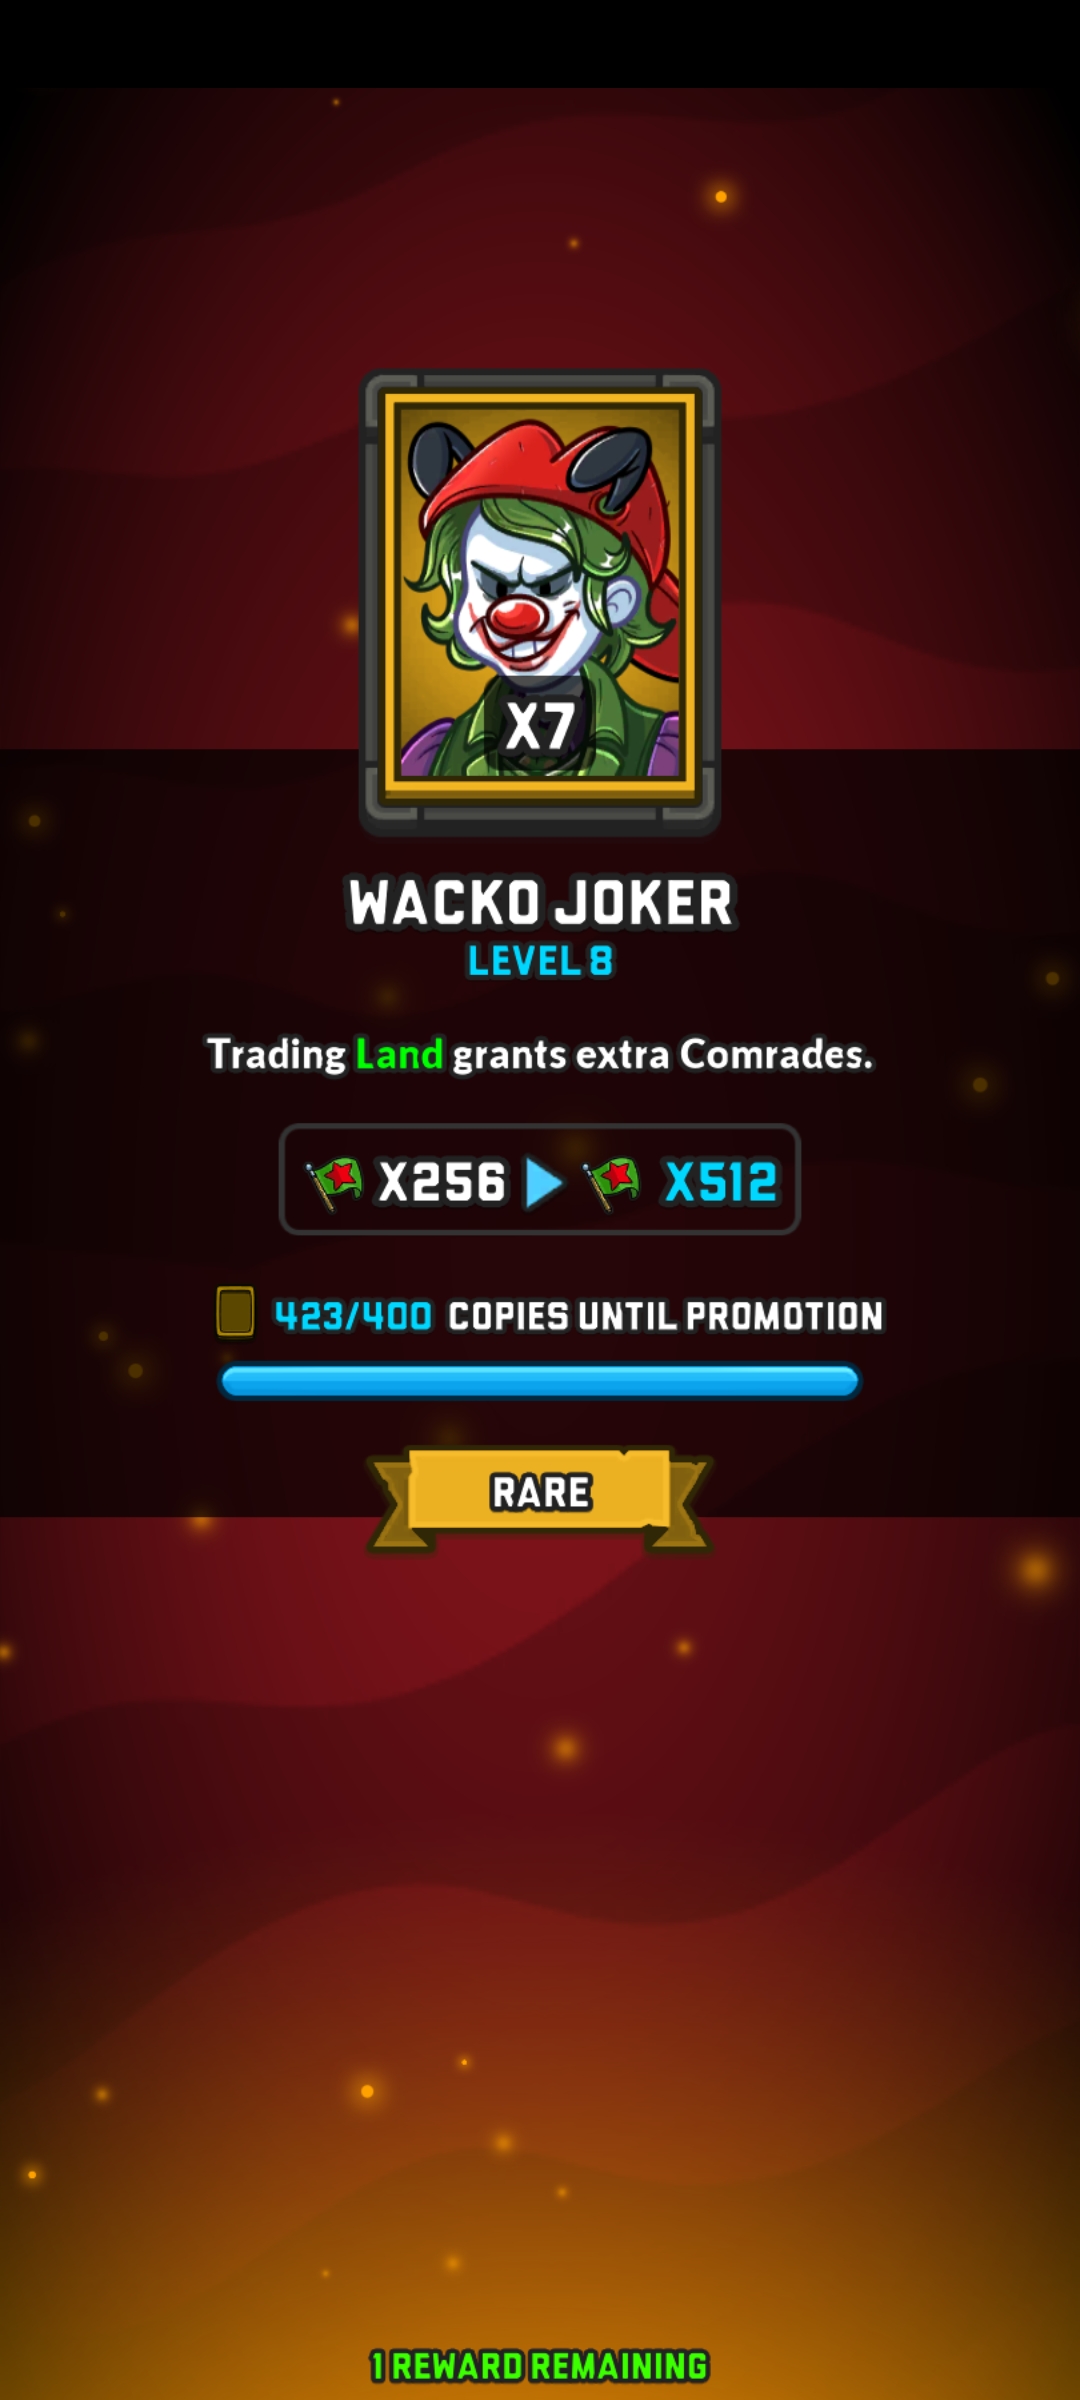 X7
WACKO JOKER
LEVEL 8
Trading Land grants extra Comrades.
X256 X512
423/400 COPIES UNTIL PROMOTION
RARE
1 REWARD REMAINING